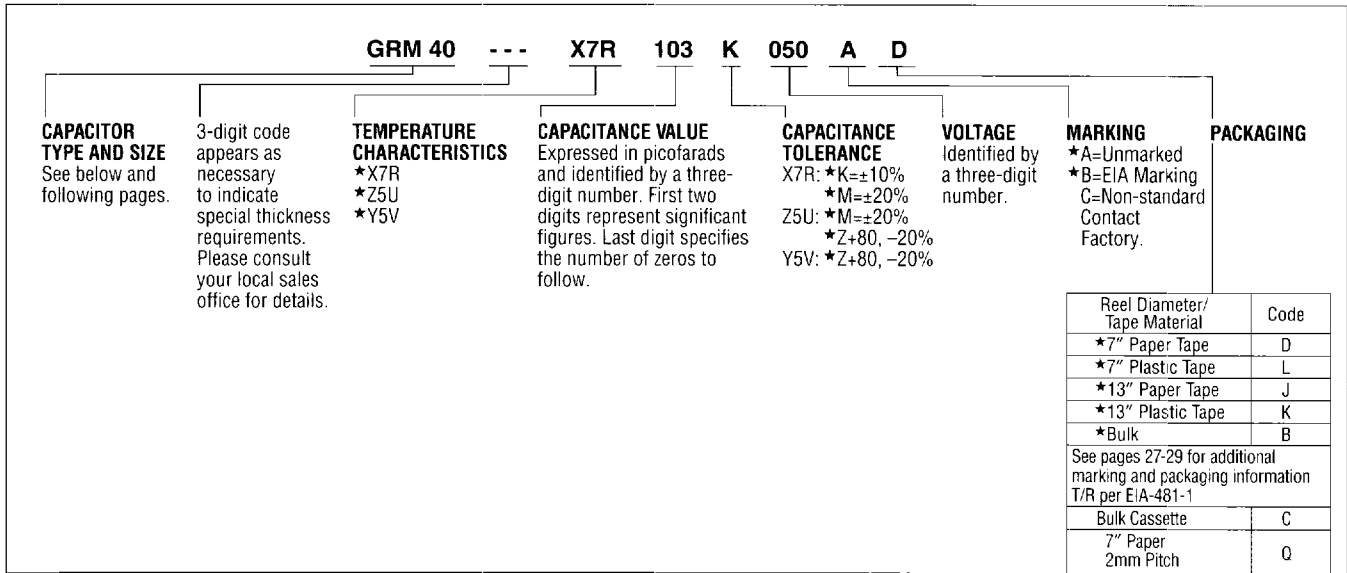 GRM 40 --- X7R 103 K 050 A D
CAPACITOR
TYPE AND SIZE
See below and
following pages.
3-digit code
appears as
necessary
to indicate
special thickness
requirements.
Please consult
your local sales
office for details.
TEMPERATURE
CHARACTERISTICS
★X7R
★Z5U
★Y5V
CAPACITANCE VALUE
Expressed in picofarads
and identified by a three-
digit number. First two
digits represent significant
figures. Last digit specifies
the number of zeros to
follow.
CAPACITANCE
TOLERANCE
X7R: ★K=±10%
★M=±20%
Z5U: ★M=±20%
★Z+80, –20%
Y5V: ★Z+80, –20%
VOLTAGE
Identified by
a three-digit
number.
MARKING
★A=Unmarked
★B=EIA Marking
C=Non-standard
Contact
Factory.
PACKAGING
Reel Diameter/
Tape Material
Code
★7″ Paper Tape D
★7″ Plastic Tape L
★13″ Paper Tape J
★13″ Plastic Tape K
★Bulk B
See pages 27-29 for additional
marking and packaging information
T/R per EIA-481-1
Bulk Cassette C
7″ Paper
2mm Pitch Q